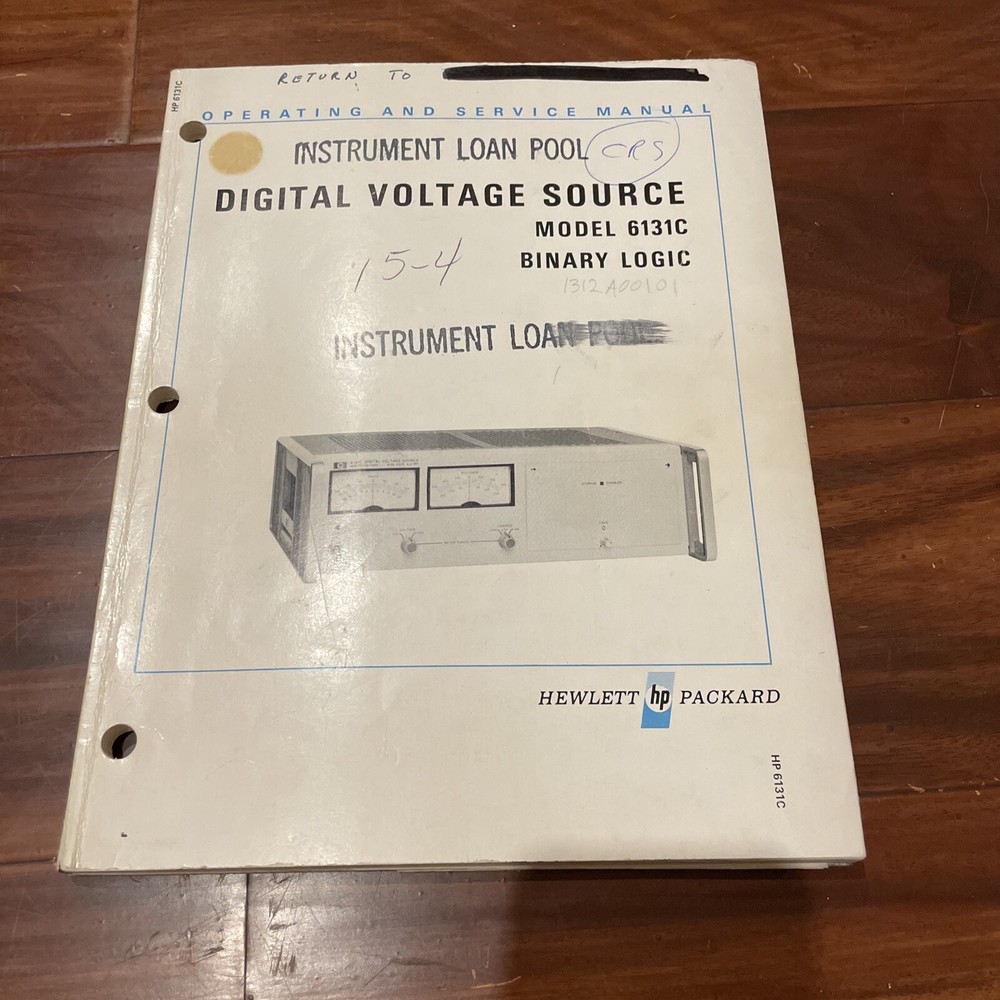 RETURN TO
HP 6131C
OPERATING AND SERVICE MANUAL
INSTRUMENT LOAN POOL CRS
DIGITAL VOLTAGE SOURCE
MODEL 6131C
15-4
BINARY LOGIC
1312A00101
INSTRUMENT LOAN POOL
HEWLETT hp PACKARD
HP 6131C